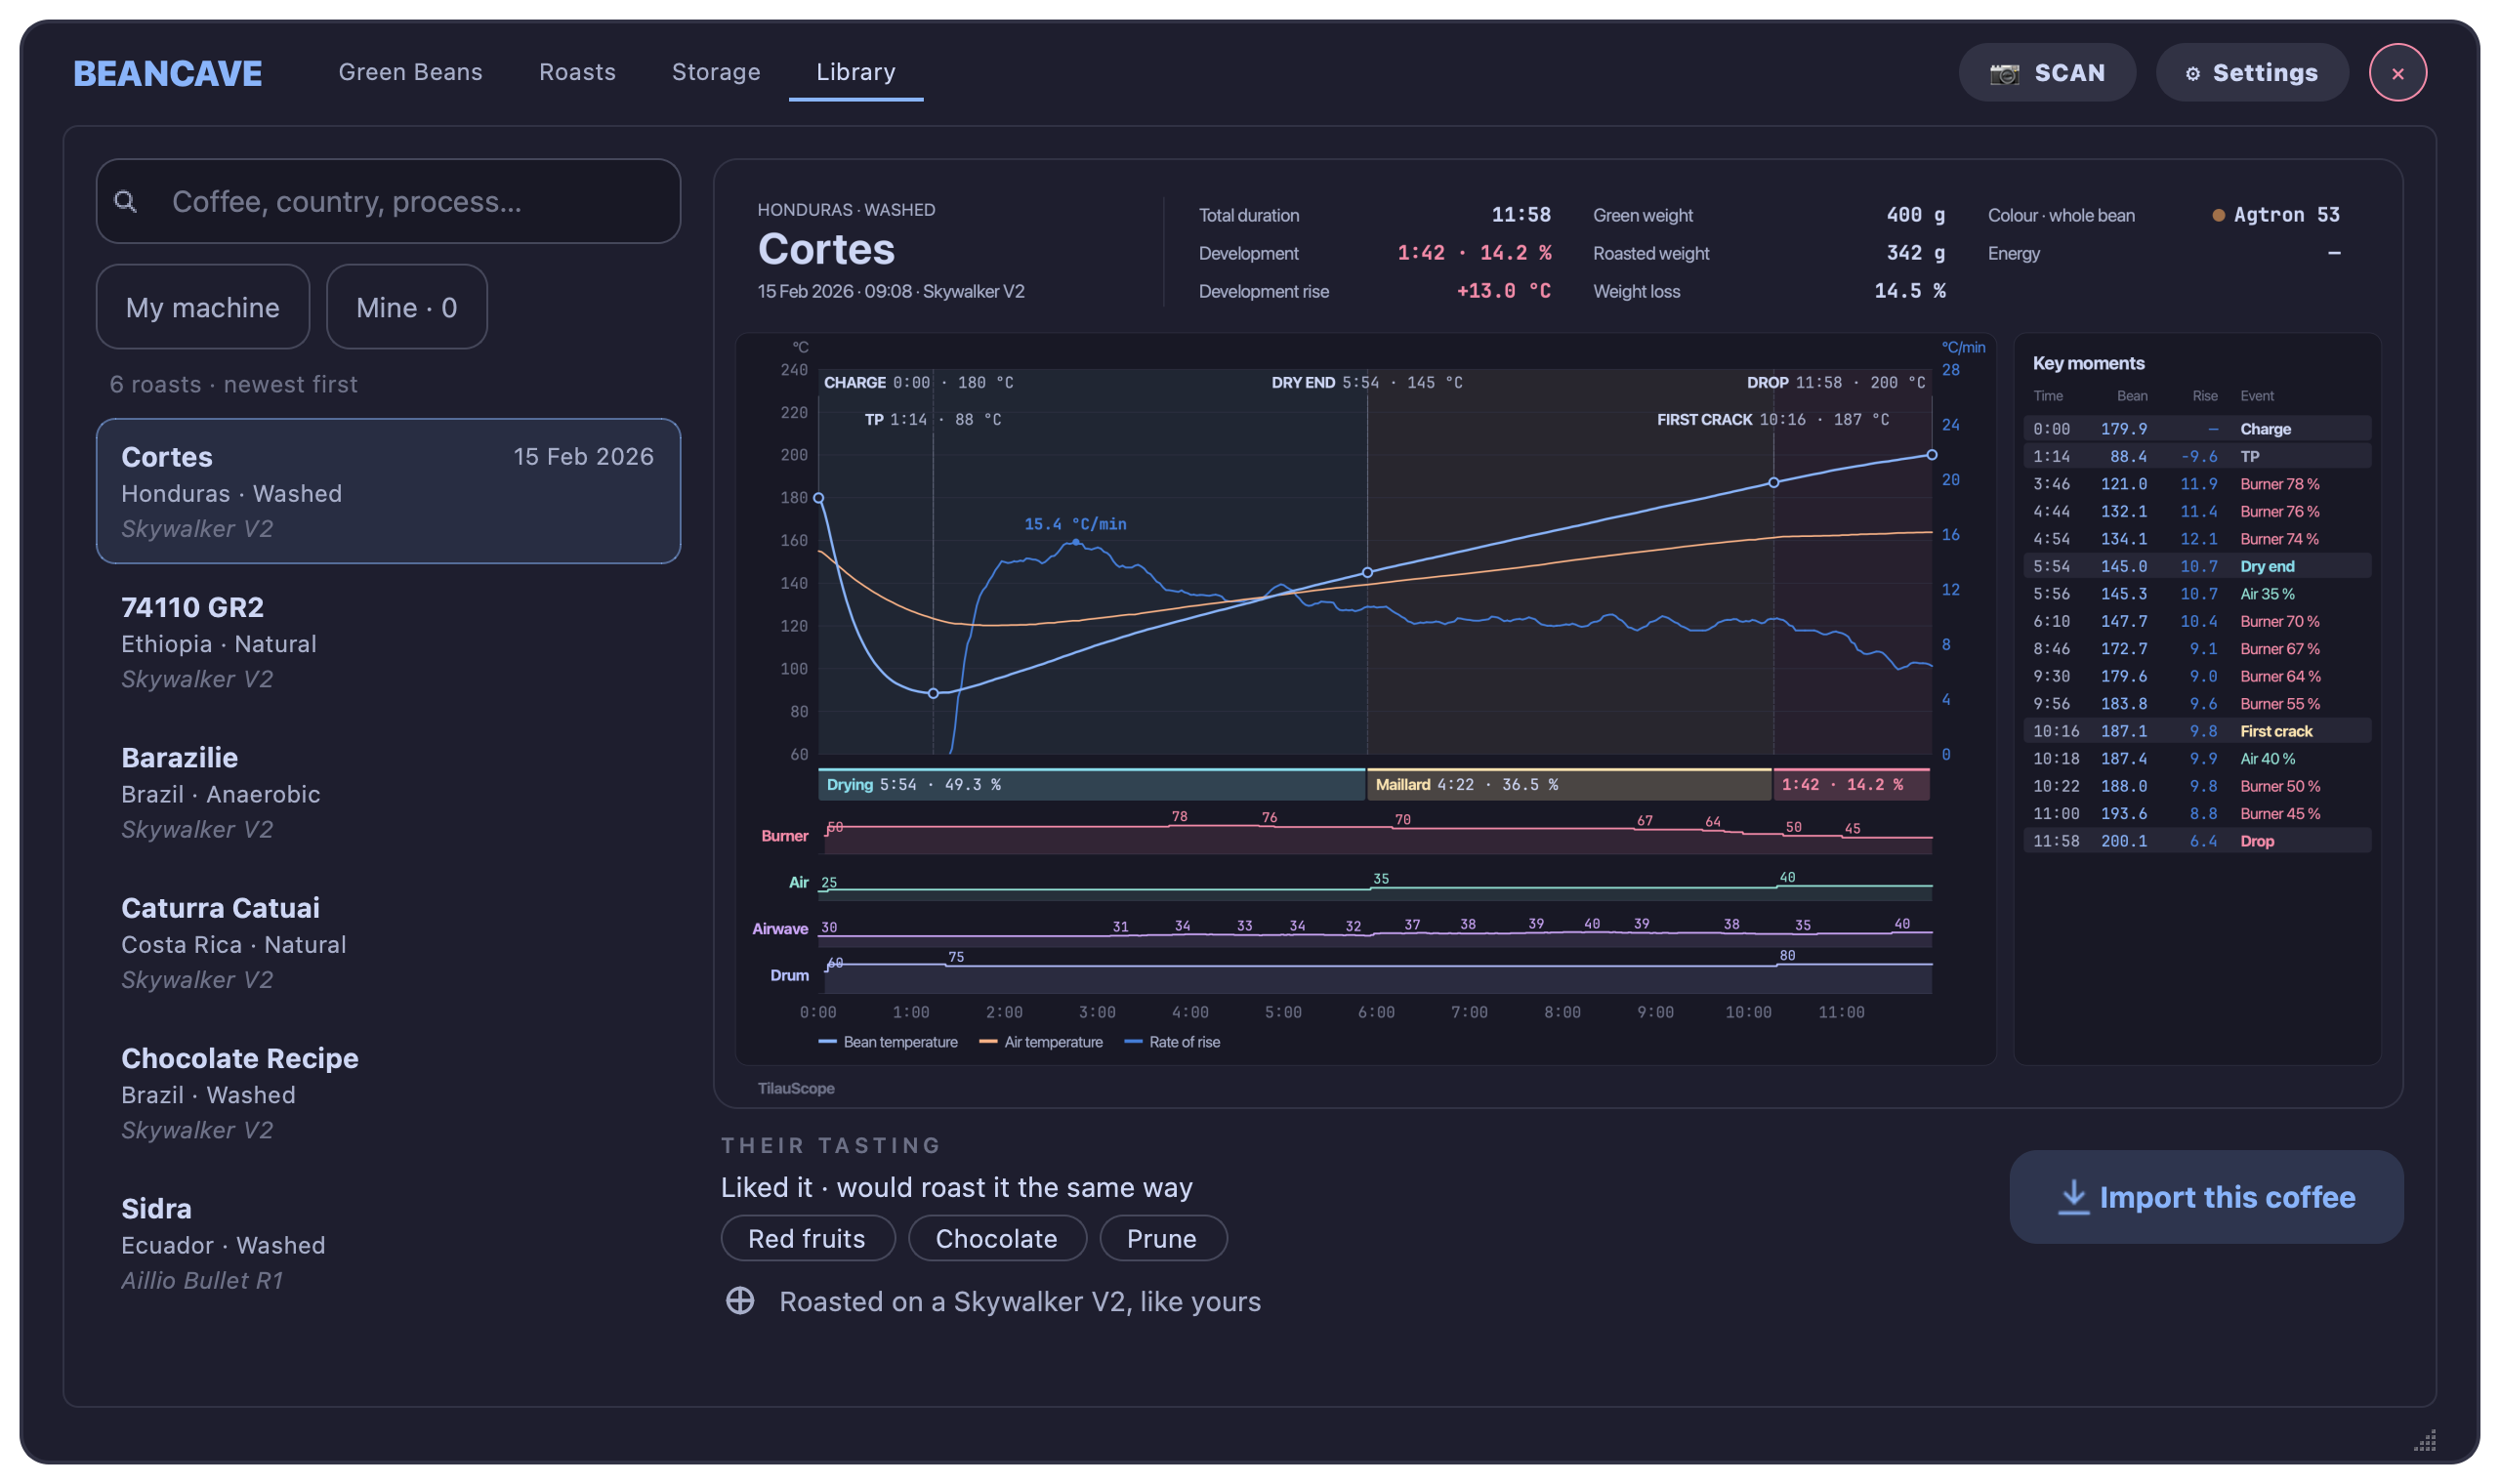 BEANCAVE Green Beans Roasts Storage Library SCAN Settings ×
Coffee, country, process...
My machine Mine · 0
6 roasts · newest first
Cortes 15 Feb 2026
Honduras · Washed
Skywalker V2
74110 GR2
Ethiopia · Natural
Skywalker V2
Barazilie
Brazil · Anaerobic
Skywalker V2
Caturra Catuai
Costa Rica · Natural
Skywalker V2
Chocolate Recipe
Brazil · Washed
Skywalker V2
Sidra
Ecuador · Washed
Aillio Bullet R1
HONDURAS · WASHED
Cortes
15 Feb 2026 · 09:08 · Skywalker V2
Total duration 11:58
Development 1:42 · 14.2 %
Development rise +13.0 °C
Green weight 400 g
Roasted weight 342 g
Weight loss 14.5 %
Colour · whole bean Agtron 53
Energy –
°C °C/min
240 28
220 24
200 20
180 16
160 12
140 8
120 4
100 0
80
60
CHARGE 0:00 · 180 °C DRY END 5:54 · 145 °C DROP 11:58 · 200 °C
TP 1:14 · 88 °C FIRST CRACK 10:16 · 187 °C
15.4 °C/min
Drying 5:54 · 49.3 % Maillard 4:22 · 36.5 % 1:42 · 14.2 %
Burner 50 78 76 70 67 64 50 45
Air 25 35 40
Airwave 30 31 34 33 34 32 37 38 39 40 39 38 35 40
Drum 60 75 80
0:00 1:00 2:00 3:00 4:00 5:00 6:00 7:00 8:00 9:00 10:00 11:00
Bean temperature Air temperature Rate of rise
TilauScope
Key moments
Time Bean Rise Event
0:00 179.9 – Charge
1:14 88.4 -9.6 TP
3:46 121.0 11.9 Burner 78 %
4:44 132.1 11.4 Burner 76 %
4:54 134.1 12.1 Burner 74 %
5:54 145.0 10.7 Dry end
5:56 145.3 10.7 Air 35 %
6:10 147.7 10.4 Burner 70 %
8:46 172.7 9.1 Burner 67 %
9:30 179.6 9.0 Burner 64 %
9:56 183.8 9.6 Burner 55 %
10:16 187.1 9.8 First crack
10:18 187.4 9.9 Air 40 %
10:22 188.0 9.8 Burner 50 %
11:00 193.6 8.8 Burner 45 %
11:58 200.1 6.4 Drop
THEIR TASTING
Liked it · would roast it the same way
Red fruits Chocolate Prune
Roasted on a Skywalker V2, like yours
Import this coffee